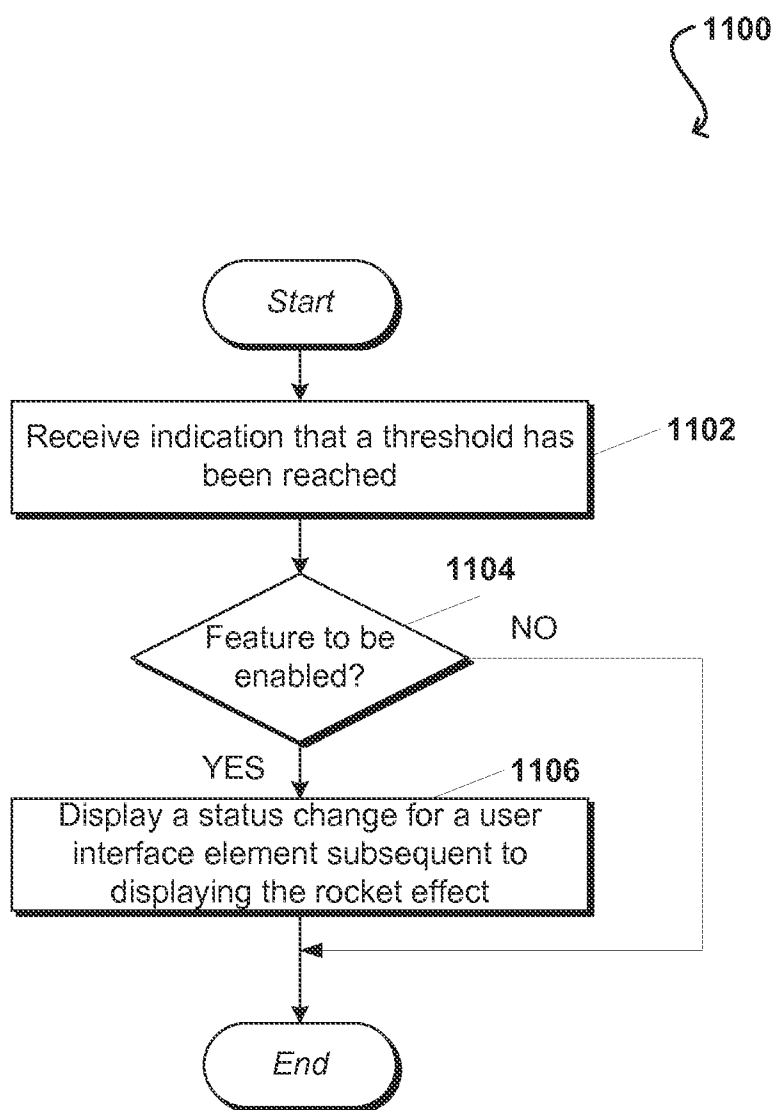 1100
Start
Receive indication that a threshold has
been reached
1102
1104
Feature to be
enabled?
NO
YES
1106
Display a status change for a user
interface element subsequent to
displaying the rocket effect
End